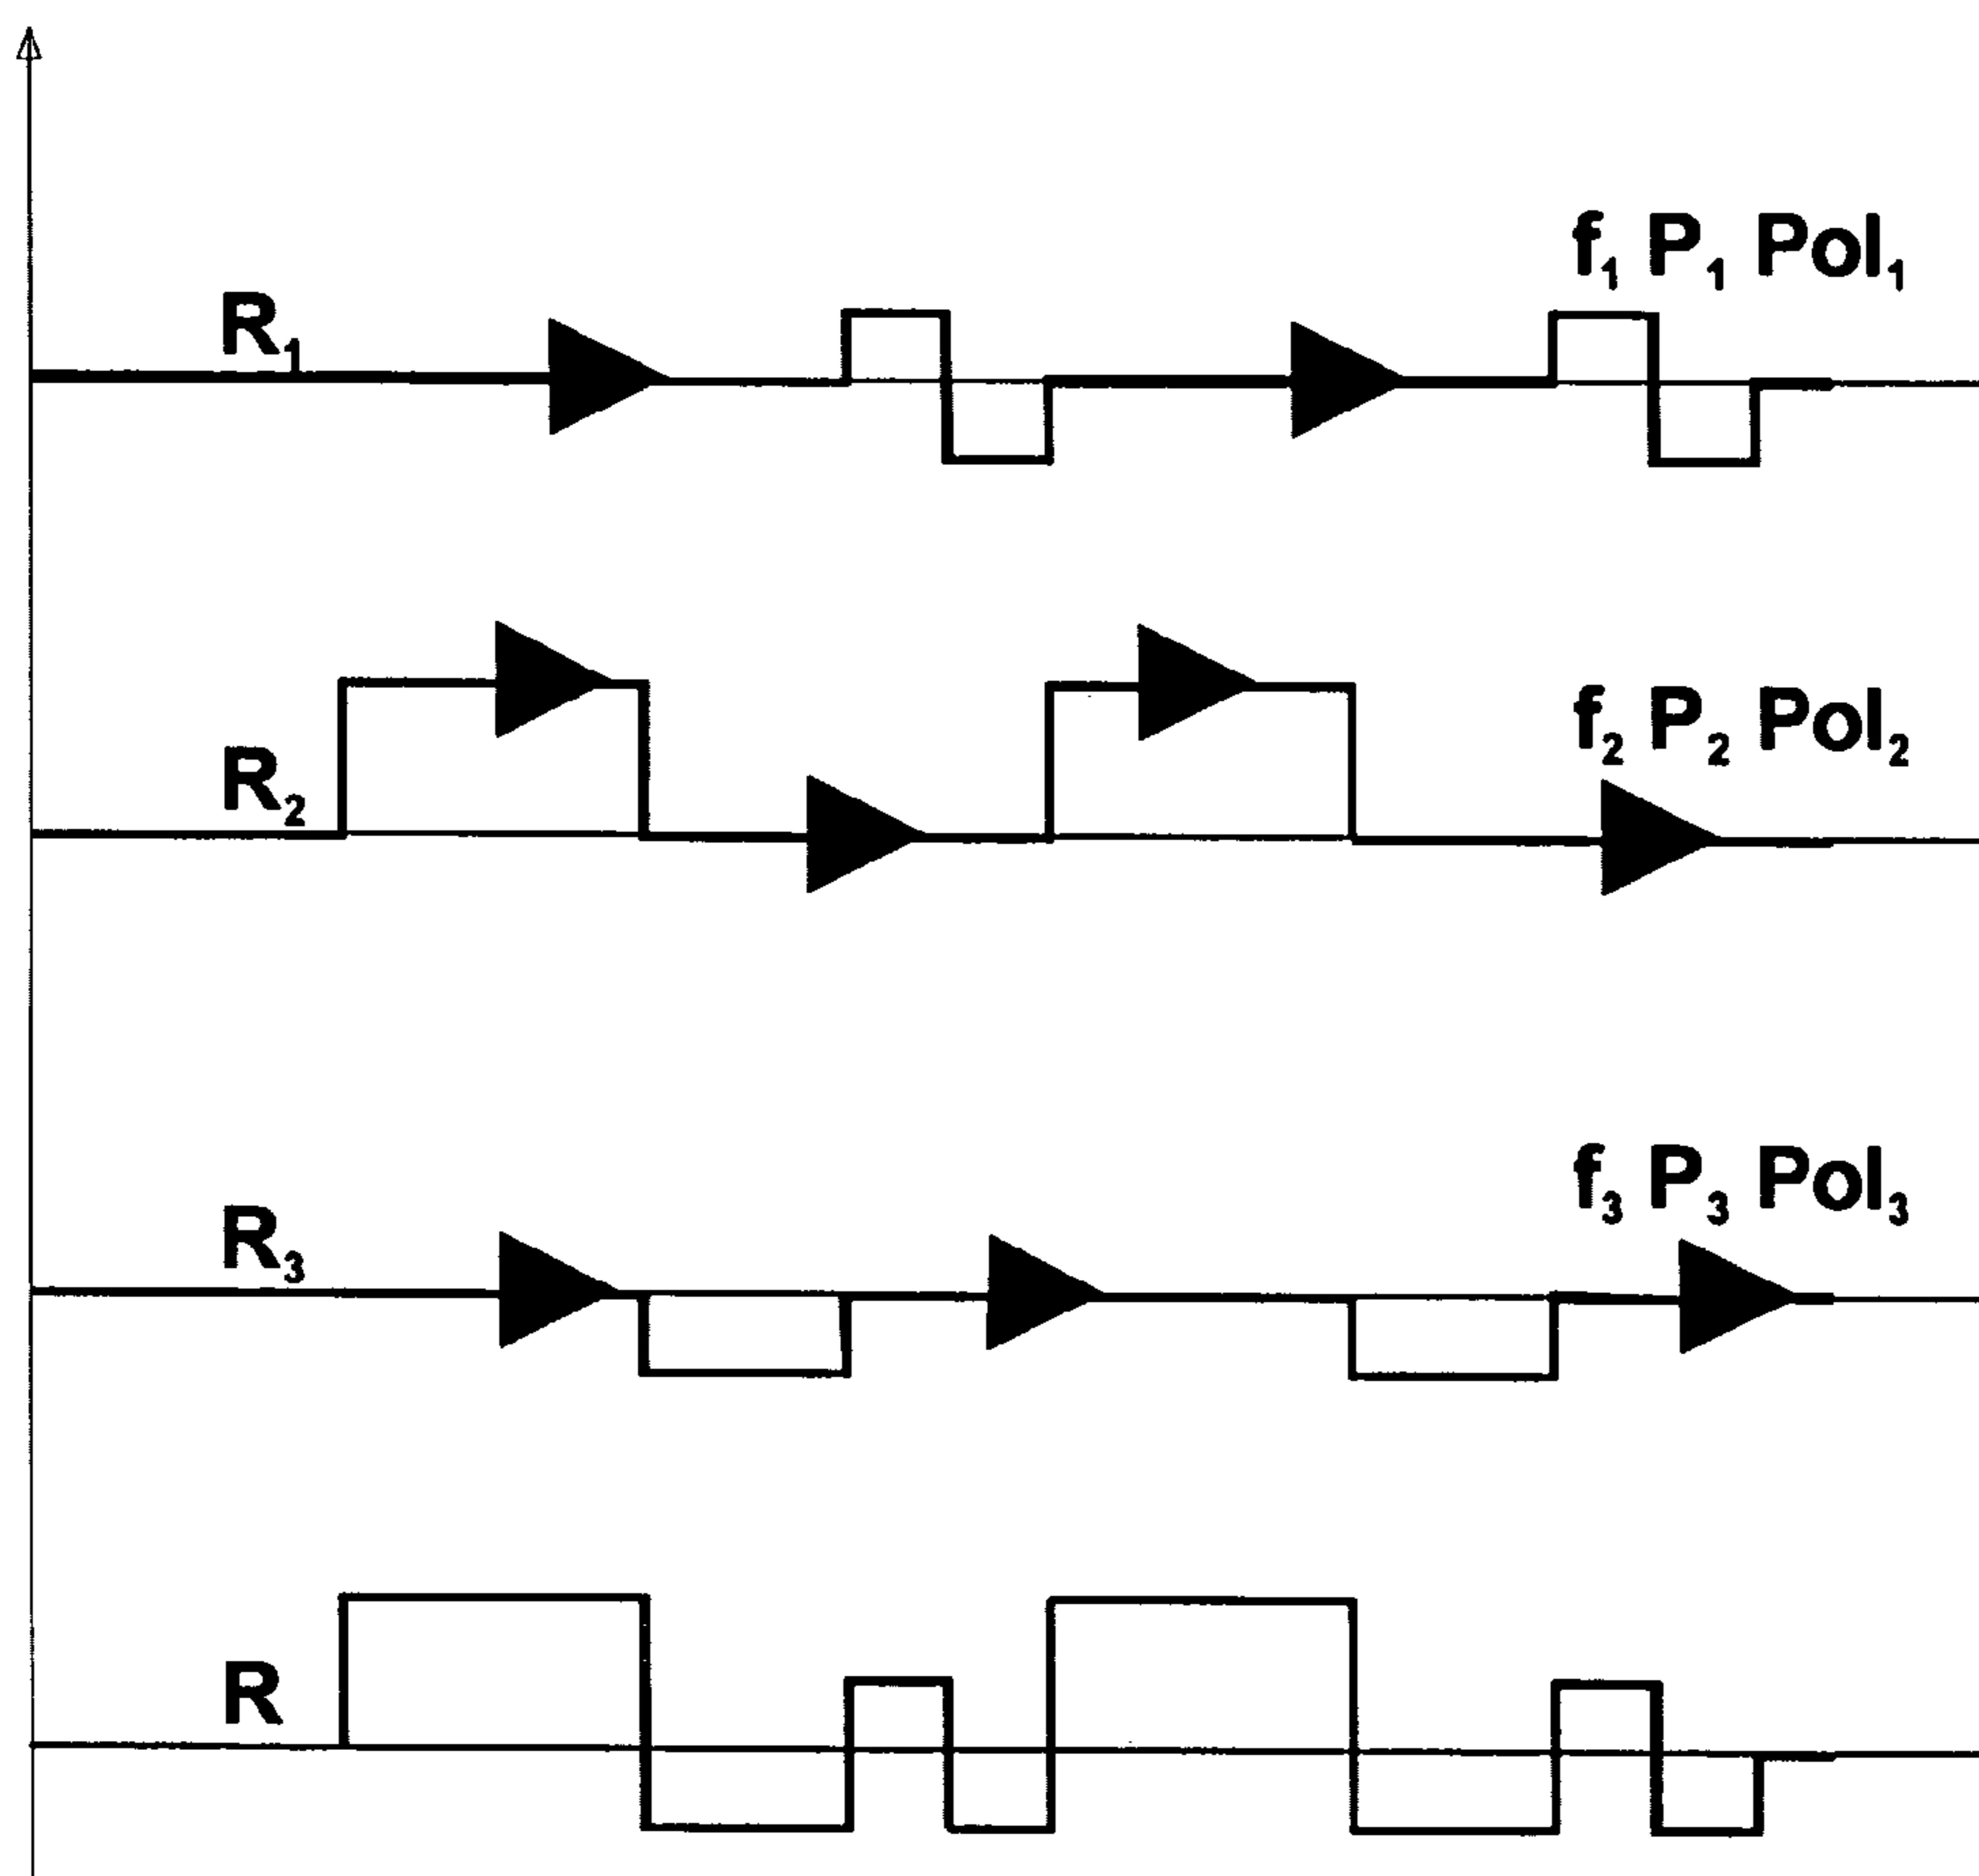 f₁ P₁ Pol₁
R₁
f₂ P₂ Pol₂
R₂
f₃ P₃ Pol₃
R₃
R